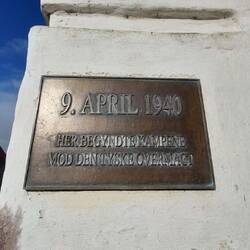 9. APRIL 1940
HER BEGYNDTE KAMPENE
MOD DEN TYSKE OVERMAGT